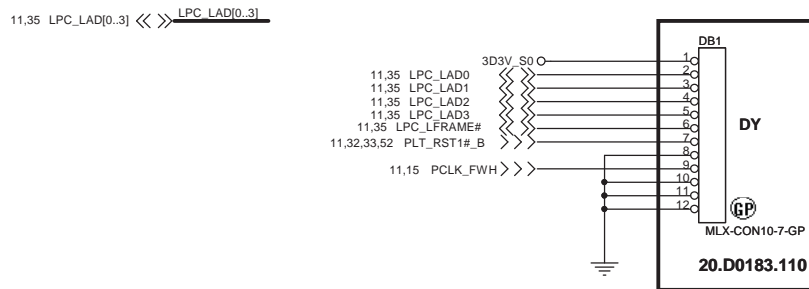 11,35 LPC_LAD[0..3] LPC_LAD[0..3]
DB1
3D3V_S0 1
11,35 LPC_LAD0 2
11,35 LPC_LAD1 3
11,35 LPC_LAD2 4
11,35 LPC_LAD3 5
11,35 LPC_LFRAME# 6
11,32,33,52 PLT_RST1#_B 7
8
11,15 PCLK_FWH 9
10
11
12
DY
GP
MLX-CON10-7-GP
20.D0183.110